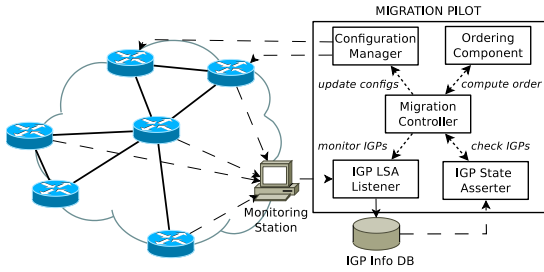 MIGRATION PILOT
Configuration
Manager
Ordering
Component
update configs
compute order
Migration
Controller
monitor IGPs
check IGPs
IGP LSA
Listener
IGP State
Asserter
Monitoring
Station
IGP Info DB